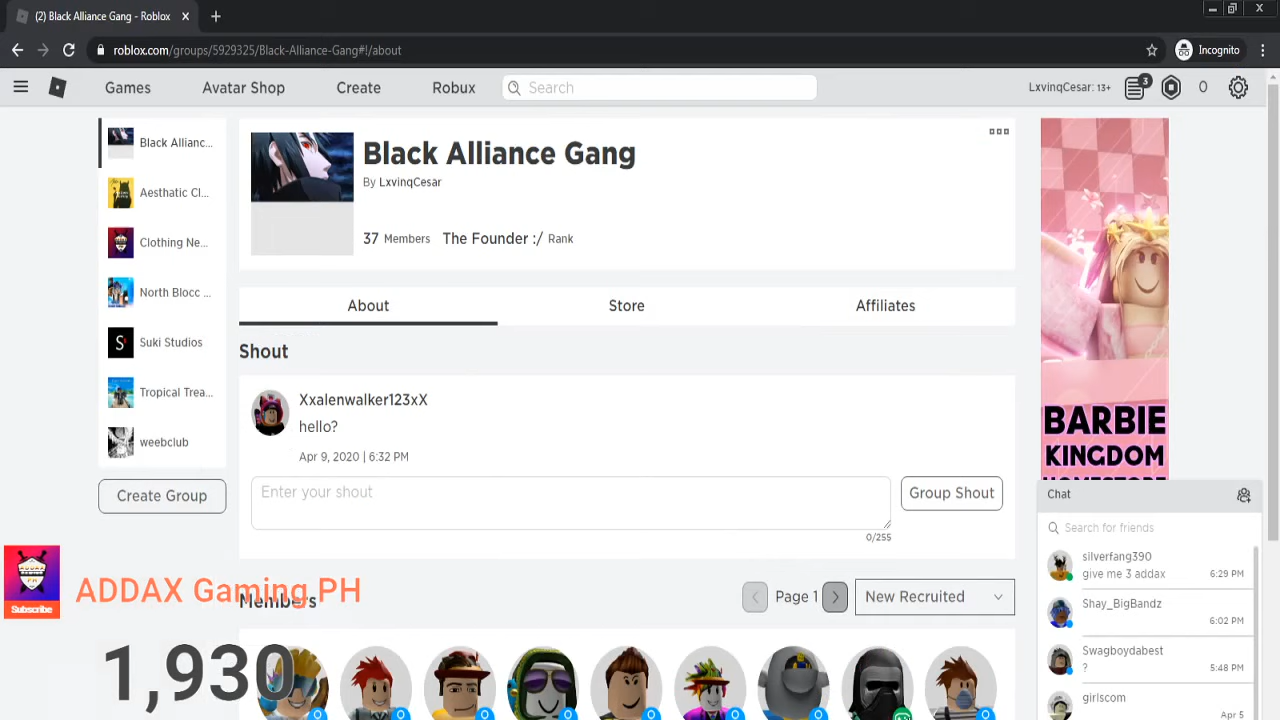 (2) Black Alliance Gang - Roblox
roblox.com/groups/5929325/Black-Alliance-Gang#!/about
Incognito
Games
Avatar Shop
Create
Robux
Search
LxvinqCesar: 13+
3
0
Black Allianc...
Aesthatic Cl...
Clothing Ne...
North Blocc ...
Suki Studios
Tropical Trea...
weebclub
Create Group
Black Alliance Gang
By LxvinqCesar
37 Members
The Founder :/ Rank
About
Store
Affiliates
Shout
Xxalenwalker123xX
hello?
Apr 9, 2020 | 6:32 PM
Enter your shout
Group Shout
0/255
Members
Page 1
New Recruited
BARBIE
KINGDOM
Chat
Search for friends
silverfang390
give me 3 addax
6:29 PM
Shay_BigBandz
6:02 PM
Swagboydabest
?
5:48 PM
giriscom
Apr 5
Subscribe
ADDAX Gaming PH
1,930